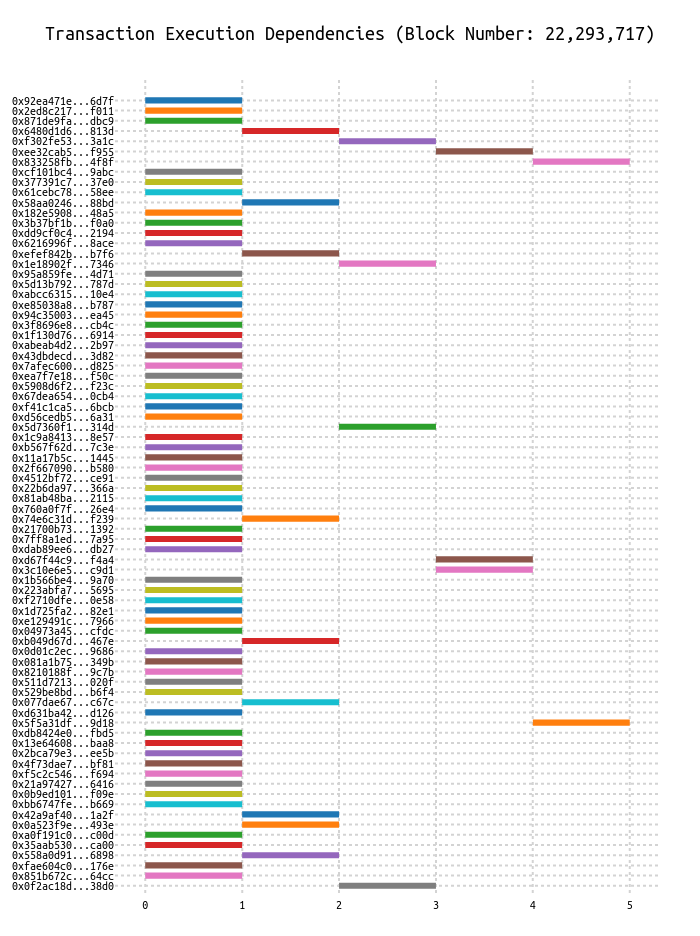 Transaction Execution Dependencies (Block Number: 22,293,717)
0x92ea471e...6d7f
0x2ed8c217...f011
0x871de9fa...dbc9
0x6480d1d6...813d
0xf302fe53...3a1c
0xee32cab5...f955
0x833258fb...4f8f
0xcf101bc4...9abc
0x377391c7...37e0
0x61cebc78...58ee
0x58aa0246...88bd
0x182e5908...48a5
0x3b37bf1b...f0a0
0xdd9cf0c4...2194
0x6216996f...8ace
0xefef842b...b7f6
0x1e18902f...7346
0x95a859fe...4d71
0x5d13b792...787d
0xabcc6315...10e4
0xe85038a8...b787
0x94c35003...ea45
0x3f8696e8...cb4c
0x1f130d76...6914
0xabeab4d2...2b97
0x43dbdecd...3d82
0x7afec600...d825
0xea7f7e18...f50c
0x5908d6f2...f23c
0x67dea654...0cb4
0xf41c1ca5...6bcb
0xd56cedb5...6a31
0x5d7360f1...314d
0x1c9a8413...8e57
0xb567f62d...7c3e
0x11a17b5c...1445
0x2f667090...b580
0x4512bf72...ce91
0x22b6da97...366a
0x81ab48ba...2115
0x760a0f7f...26e4
0x74e6c31d...f239
0x21700b73...1392
0x7ff8a1ed...7a95
0xdab89ee6...db27
0xd67f44c9...f4a4
0x3c10e6e5...c9d1
0x1b566be4...9a70
0x223abfa7...5695
0xf2710dfe...0e58
0x1d725fa2...82e1
0xe129491c...7966
0x04973a45...cfdc
0xb049d67d...467e
0x0d01c2ec...9686
0x081a1b75...349b
0x8210188f...9c7b
0x511d7213...020f
0x529be8bd...b6f4
0x077dae67...c67c
0xd631ba42...d126
0x5f5a31df...9d18
0xdb8424e0...fbd5
0x13e64608...baa8
0x2bca79e3...ee5b
0x4f73dae7...bf81
0xf5c2c546...f694
0x21a97427...6416
0x0b9ed101...f09e
0xbb6747fe...b669
0x42a9af40...1a2f
0x0a523f9e...493e
0xa0f191c0...c00d
0x35aab530...ca00
0x558a0d91...6898
0xfae604c0...176e
0x851b672c...64cc
0x0f2ac18d...38d0
0 1 2 3 4 5